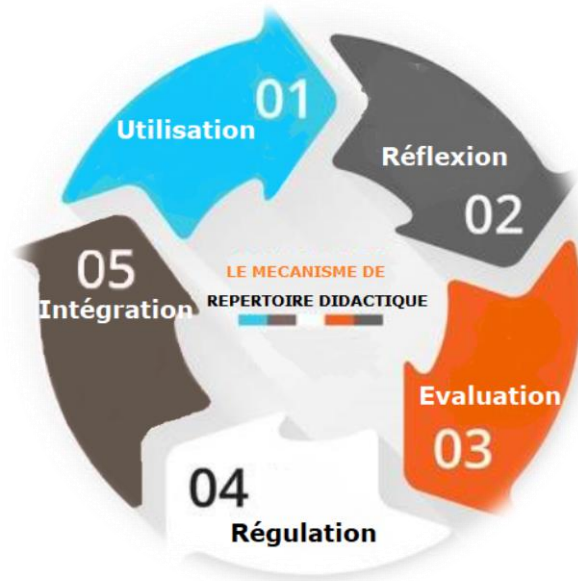 01
Utilisation
Réflexion
02
Evaluation
03
04
Régulation
05
Intégration
LE MECANISME DE
REPERTOIRE DIDACTIQUE